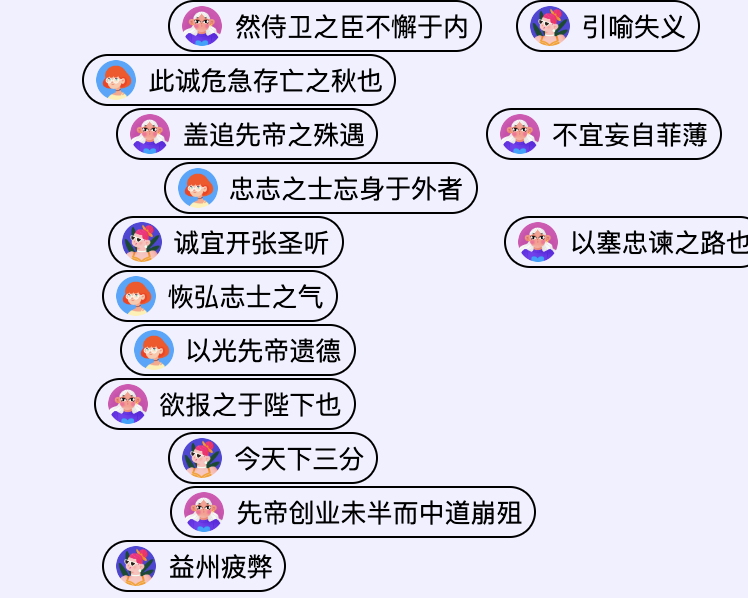 然侍卫之臣不懈于内
引喻失义
此诚危急存亡之秋也
盖追先帝之殊遇
不宜妄自菲薄
忠志之士忘身于外者
诚宜开张圣听
以塞忠谏之路也
恢弘志士之气
以光先帝遗德
欲报之于陛下也
今天下三分
先帝创业未半而中道崩殂
益州疲弊